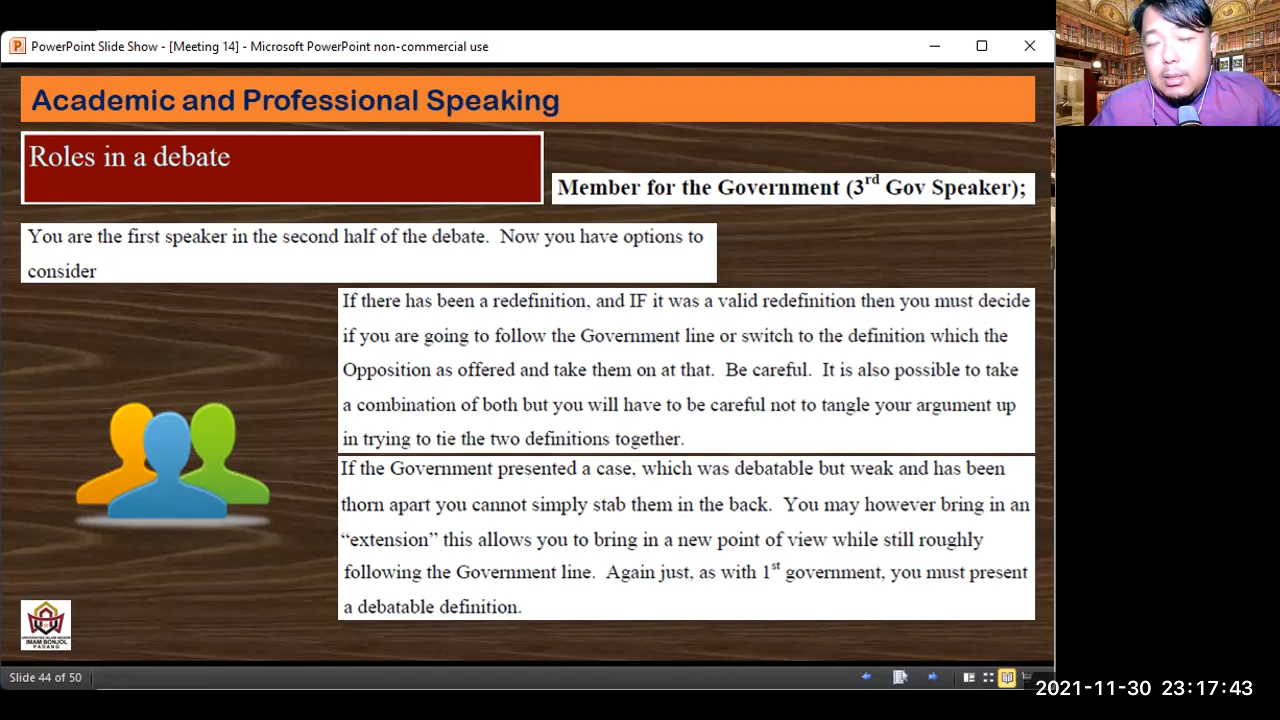 PowerPoint Slide Show - [Meeting 14] - Microsoft PowerPoint non-commercial use
Academic and Professional Speaking
Roles in a debate
Member for the Government (3rd Gov Speaker);
You are the first speaker in the second half of the debate. Now you have options to
consider
If there has been a redefinition, and IF it was a valid redefinition then you must decide
if you are going to follow the Government line or switch to the definition which the
Opposition as offered and take them on at that. Be careful. It is also possible to take
a combination of both but you will have to be careful not to tangle your argument up
in trying to tie the two definitions together.
If the Government presented a case, which was debatable but weak and has been
thorn apart you cannot simply stab them in the back. You may however bring in an
“extension” this allows you to bring in a new point of view while still roughly
following the Government line. Again just, as with 1st government, you must present
a debatable definition.
IMAM BONJOL
PADANG
Slide 44 of 50
2021-11-30 23:17:43